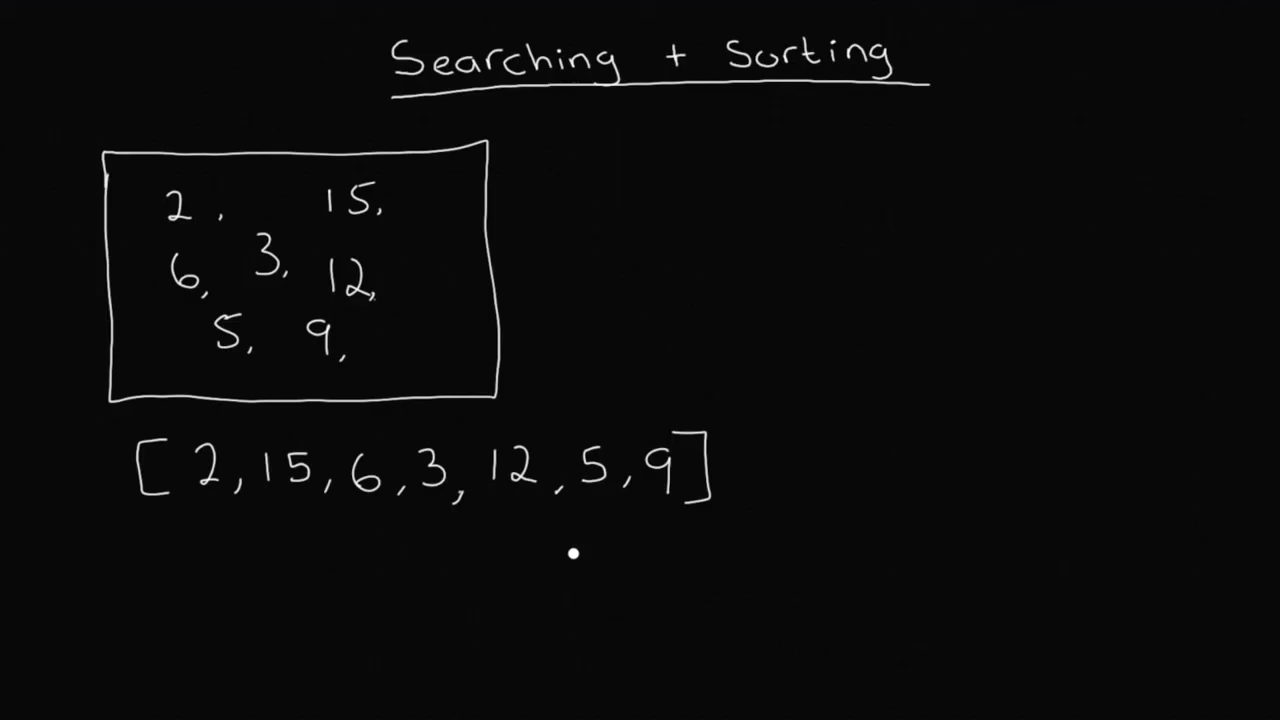 Searching + Sorting
2, 15,
6, 3, 12,
5, 9,
[ 2, 15, 6, 3, 12, 5, 9 ]